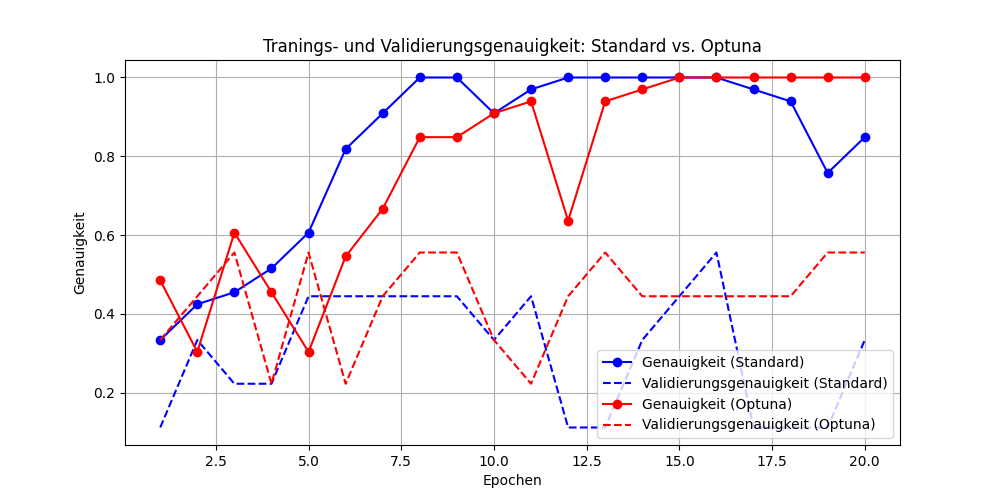 Tranings- und Validierungsgenauigkeit: Standard vs. Optuna
Genauigkeit
1.0
0.8
0.6
0.4
0.2
2.5 5.0 7.5 10.0 12.5 15.0 17.5 20.0
Epochen
Genauigkeit (Standard)
Validierungsgenauigkeit (Standard)
Genauigkeit (Optuna)
Validierungsgenauigkeit (Optuna)